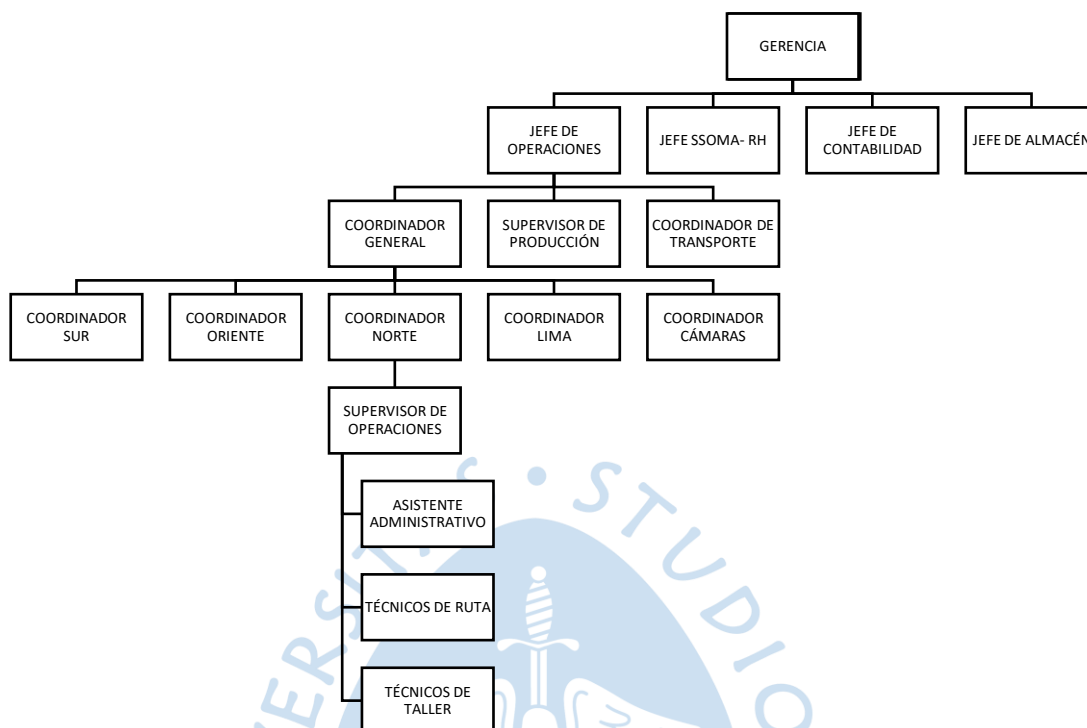 GERENCIA
JEFE DE
OPERACIONES
JEFE SSOMA- RH
JEFE DE
CONTABILIDAD
JEFE DE ALMACÉN
COORDINADOR
GENERAL
SUPERVISOR DE
PRODUCCIÓN
COORDINADOR DE
TRANSPORTE
COORDINADOR
SUR
COORDINADOR
ORIENTE
COORDINADOR
NORTE
COORDINADOR
LIMA
COORDINADOR
CÁMARAS
SUPERVISOR DE
OPERACIONES
ASISTENTE
ADMINISTRATIVO
TÉCNICOS DE RUTA
TÉCNICOS DE
TALLER